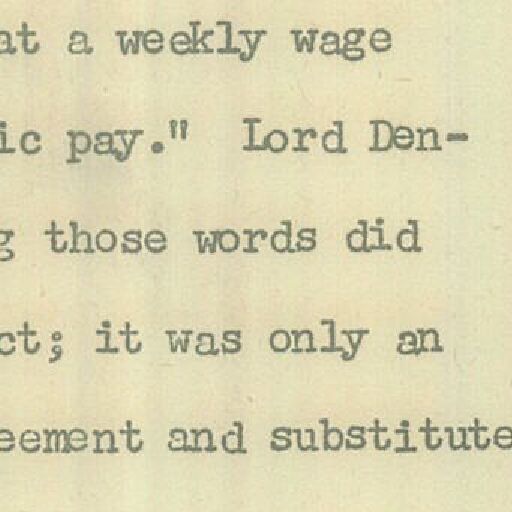 at a weekly wage
ic pay."  Lord Den-
g those words did
ct; it was only an
eement and substitute